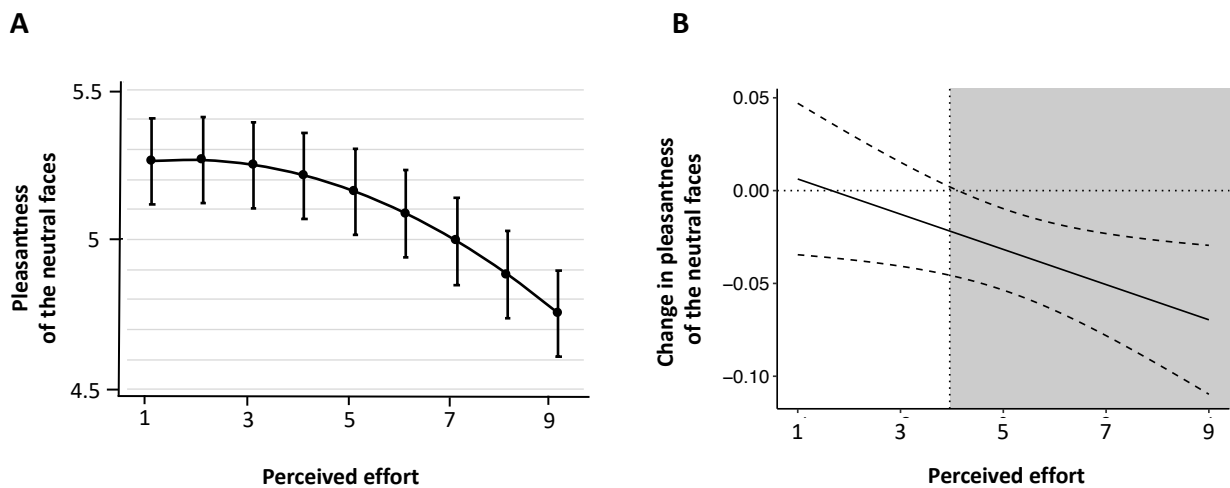 A
B
5.5
5
4.5
Pleasantness
of the neutral faces
1
3
5
7
9
Perceived effort
0.05
0.00
−0.05
−0.10
Change in pleasantness
of the neutral faces
1
3
5
7
9
Perceived effort